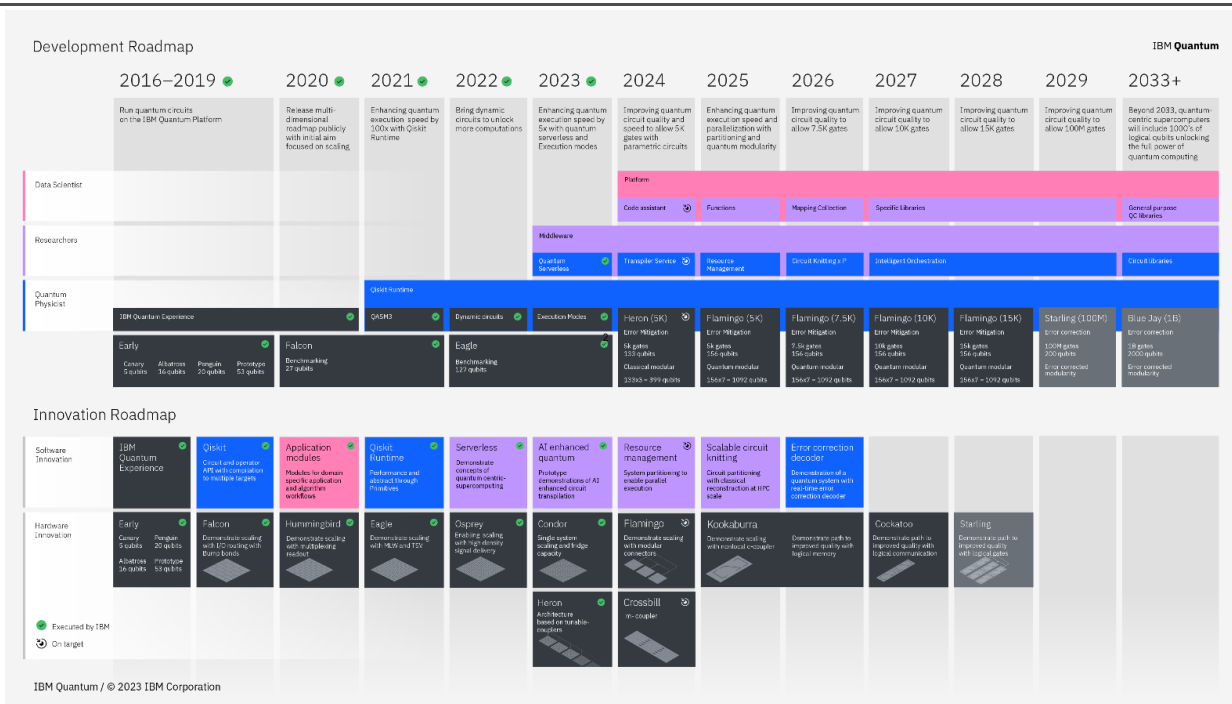 Development Roadmap
IBM Quantum
2016–2019
2020
2021
2022
2023
2024
2025
2026
2027
2028
2029
2033+
Run quantum circuits
on the IBM Quantum Platform
Release multi-
dimensional
roadmap publicly
with initial aim
focused on scaling
Enhancing quantum
execution speed by
100x with Qiskit
Runtime
Bring dynamic
circuits to unlock
more computations
Enhancing quantum
execution speed by
5x with quantum
serverless and
Execution modes
Improving quantum
circuit quality and
speed to allow 5K
gates with
parametric circuits
Enhancing quantum
execution speed and
parallelization with
partitioning and
quantum modularity
Improving quantum
circuit quality to
allow 7.5K gates
Improving quantum
circuit quality to
allow 10K gates
Improving quantum
circuit quality to
allow 15K gates
Improving quantum
circuit quality to
allow 100M gates
Beyond 2033, quantum-
centric supercomputers
will include 1000's of
logical qubits unlocking
the full power of
quantum computing
Data Scientist
Platform
Code assistant
Functions
Mapping Collection
Specific Libraries
General purpose
QC libraries
Researchers
Middleware
Quantum
Serverless
Transpiler Service
Resource
Management
Circuit Knitting x P
Intelligent Orchestration
Circuit libraries
Quantum
Physicist
Qiskit Runtime
IBM Quantum Experience
QASM3
Dynamic circuits
Execution Modes
Early
Canary
5 qubits
Albatross
16 qubits
Penguin
20 qubits
Prototype
53 qubits
Falcon
Benchmarking
27 qubits
Eagle
Benchmarking
127 qubits
Heron (5K)
Error Mitigation
5k gates
133 qubits
Classical modular
133x3 = 399 qubits
Flamingo (5K)
Error Mitigation
5k gates
156 qubits
Quantum modular
156x7 = 1092 qubits
Flamingo (7.5K)
Error Mitigation
7.5k gates
156 qubits
Quantum modular
156x7 = 1092 qubits
Flamingo (10K)
Error Mitigation
10k gates
156 qubits
Quantum modular
156x7 = 1092 qubits
Flamingo (15K)
Error Mitigation
15k gates
156 qubits
Quantum modular
156x7 = 1092 qubits
Starling (100M)
Error correction
100M gates
200 qubits
Error corrected
modularity
Blue Jay (1B)
Error correction
1B gates
2000 qubits
Error corrected
modularity
Innovation Roadmap
Software
Innovation
IBM
Quantum
Experience
Qiskit
Circuit and operator
API with compilation
to multiple targets
Application
modules
Modules for domain
specific application
and algorithm
workflows
Qiskit
Runtime
Performance and
abstract through
Primitives
Serverless
Demonstrate
concepts of
quantum centric-
supercomputing
AI enhanced
quantum
Prototype
demonstrations of AI
enhanced circuit
transpilation
Resource
management
System partitioning to
enable parallel
execution
Scalable circuit
knitting
Circuit partitioning
with classical
reconstruction at HPC
scale
Error correction
decoder
Demonstration of a
quantum system with
real-time error
correction decoder
Hardware
Innovation
Early
Canary
5 qubits
Penguin
20 qubits
Albatross
16 qubits
Prototype
53 qubits
Falcon
Demonstrate scaling
with I/O routing with
Bump bonds
Hummingbird
Demonstrate scaling
with multiplexing
readout
Eagle
Demonstrate scaling
with MLW and TSV
Osprey
Enabling scaling
with high density
signal delivery
Condor
Single system
scaling and fridge
capacity
Flamingo
Demonstrate scaling
with modular
connectors
Kookaburra
Demonstrate scaling
with nonlocal c-coupler
Demonstrate path to
improved quality with
logical memory
Cockatoo
Demonstrate path to
improved quality with
logical communication
Starling
Demonstrate path to
improved quality
with logical gates
Heron
Architecture
based on tunable-
couplers
Crossbill
m-coupler
Executed by IBM
On target
IBM Quantum / © 2023 IBM Corporation